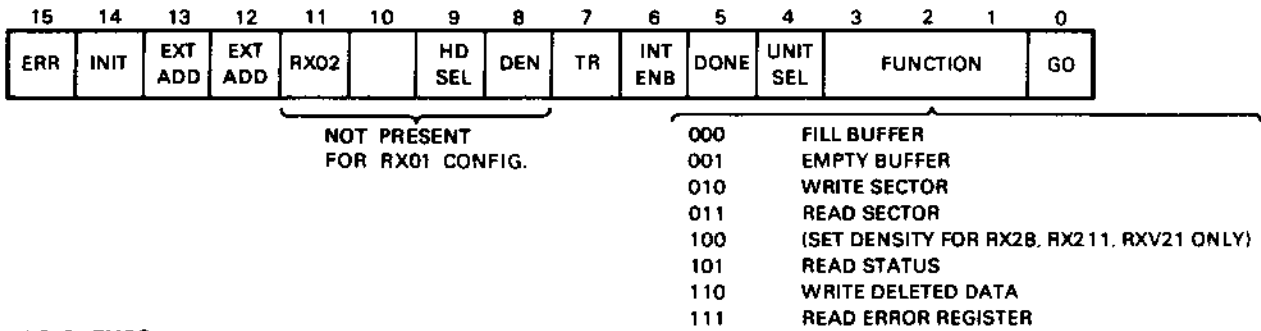 15 14 13 12 11 10 9 8 7 6 5 4 3 2 1 0
ERR INIT EXT ADD EXT ADD RX02 HD SEL DEN TR INT ENB DONE UNIT SEL FUNCTION GO
NOT PRESENT
FOR RX01 CONFIG.
000 FILL BUFFER
001 EMPTY BUFFER
010 WRITE SECTOR
011 READ SECTOR
100 (SET DENSITY FOR RX28, RX211, RXV21 ONLY)
101 READ STATUS
110 WRITE DELETED DATA
111 READ ERROR REGISTER